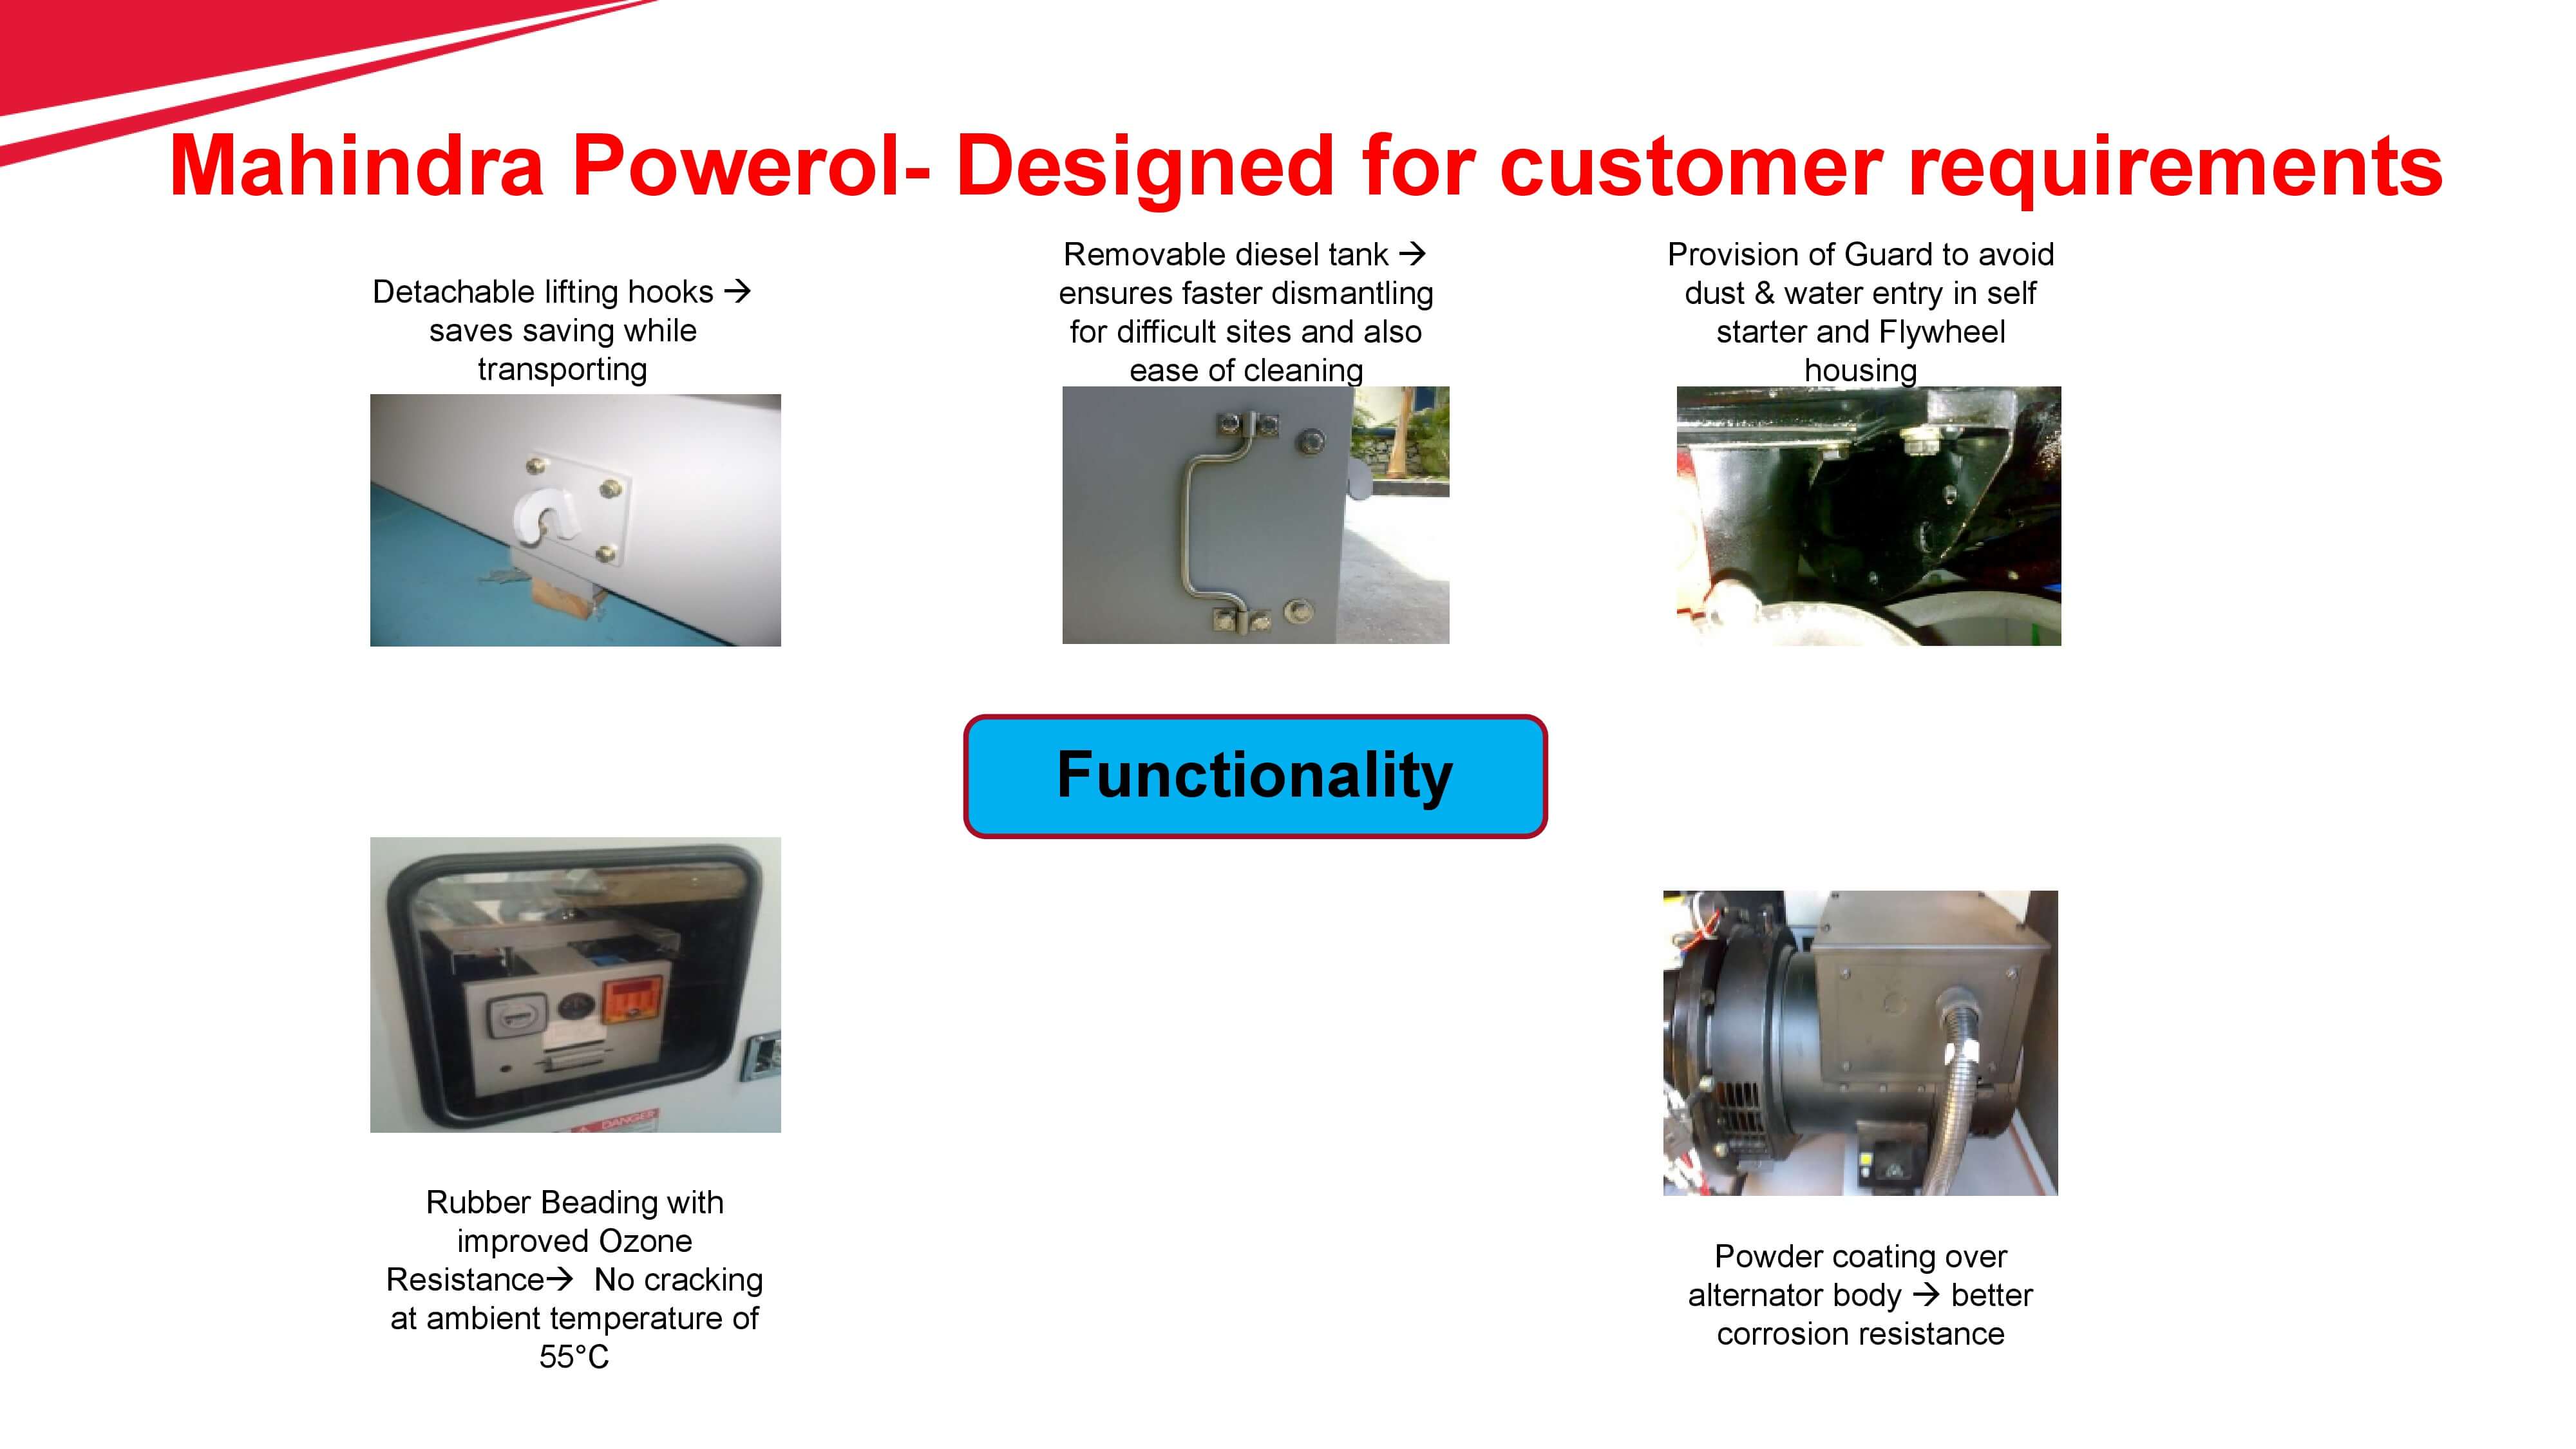 Mahindra Powerol- Designed for customer requirements
Detachable lifting hooks →
saves saving while
transporting
Removable diesel tank →
ensures faster dismantling
for difficult sites and also
ease of cleaning
Provision of Guard to avoid
dust & water entry in self
starter and Flywheel
housing
Functionality
DANGER
Rubber Beading with
improved Ozone
Resistance→  No cracking
at ambient temperature of
55°C
Powder coating over
alternator body → better
corrosion resistance